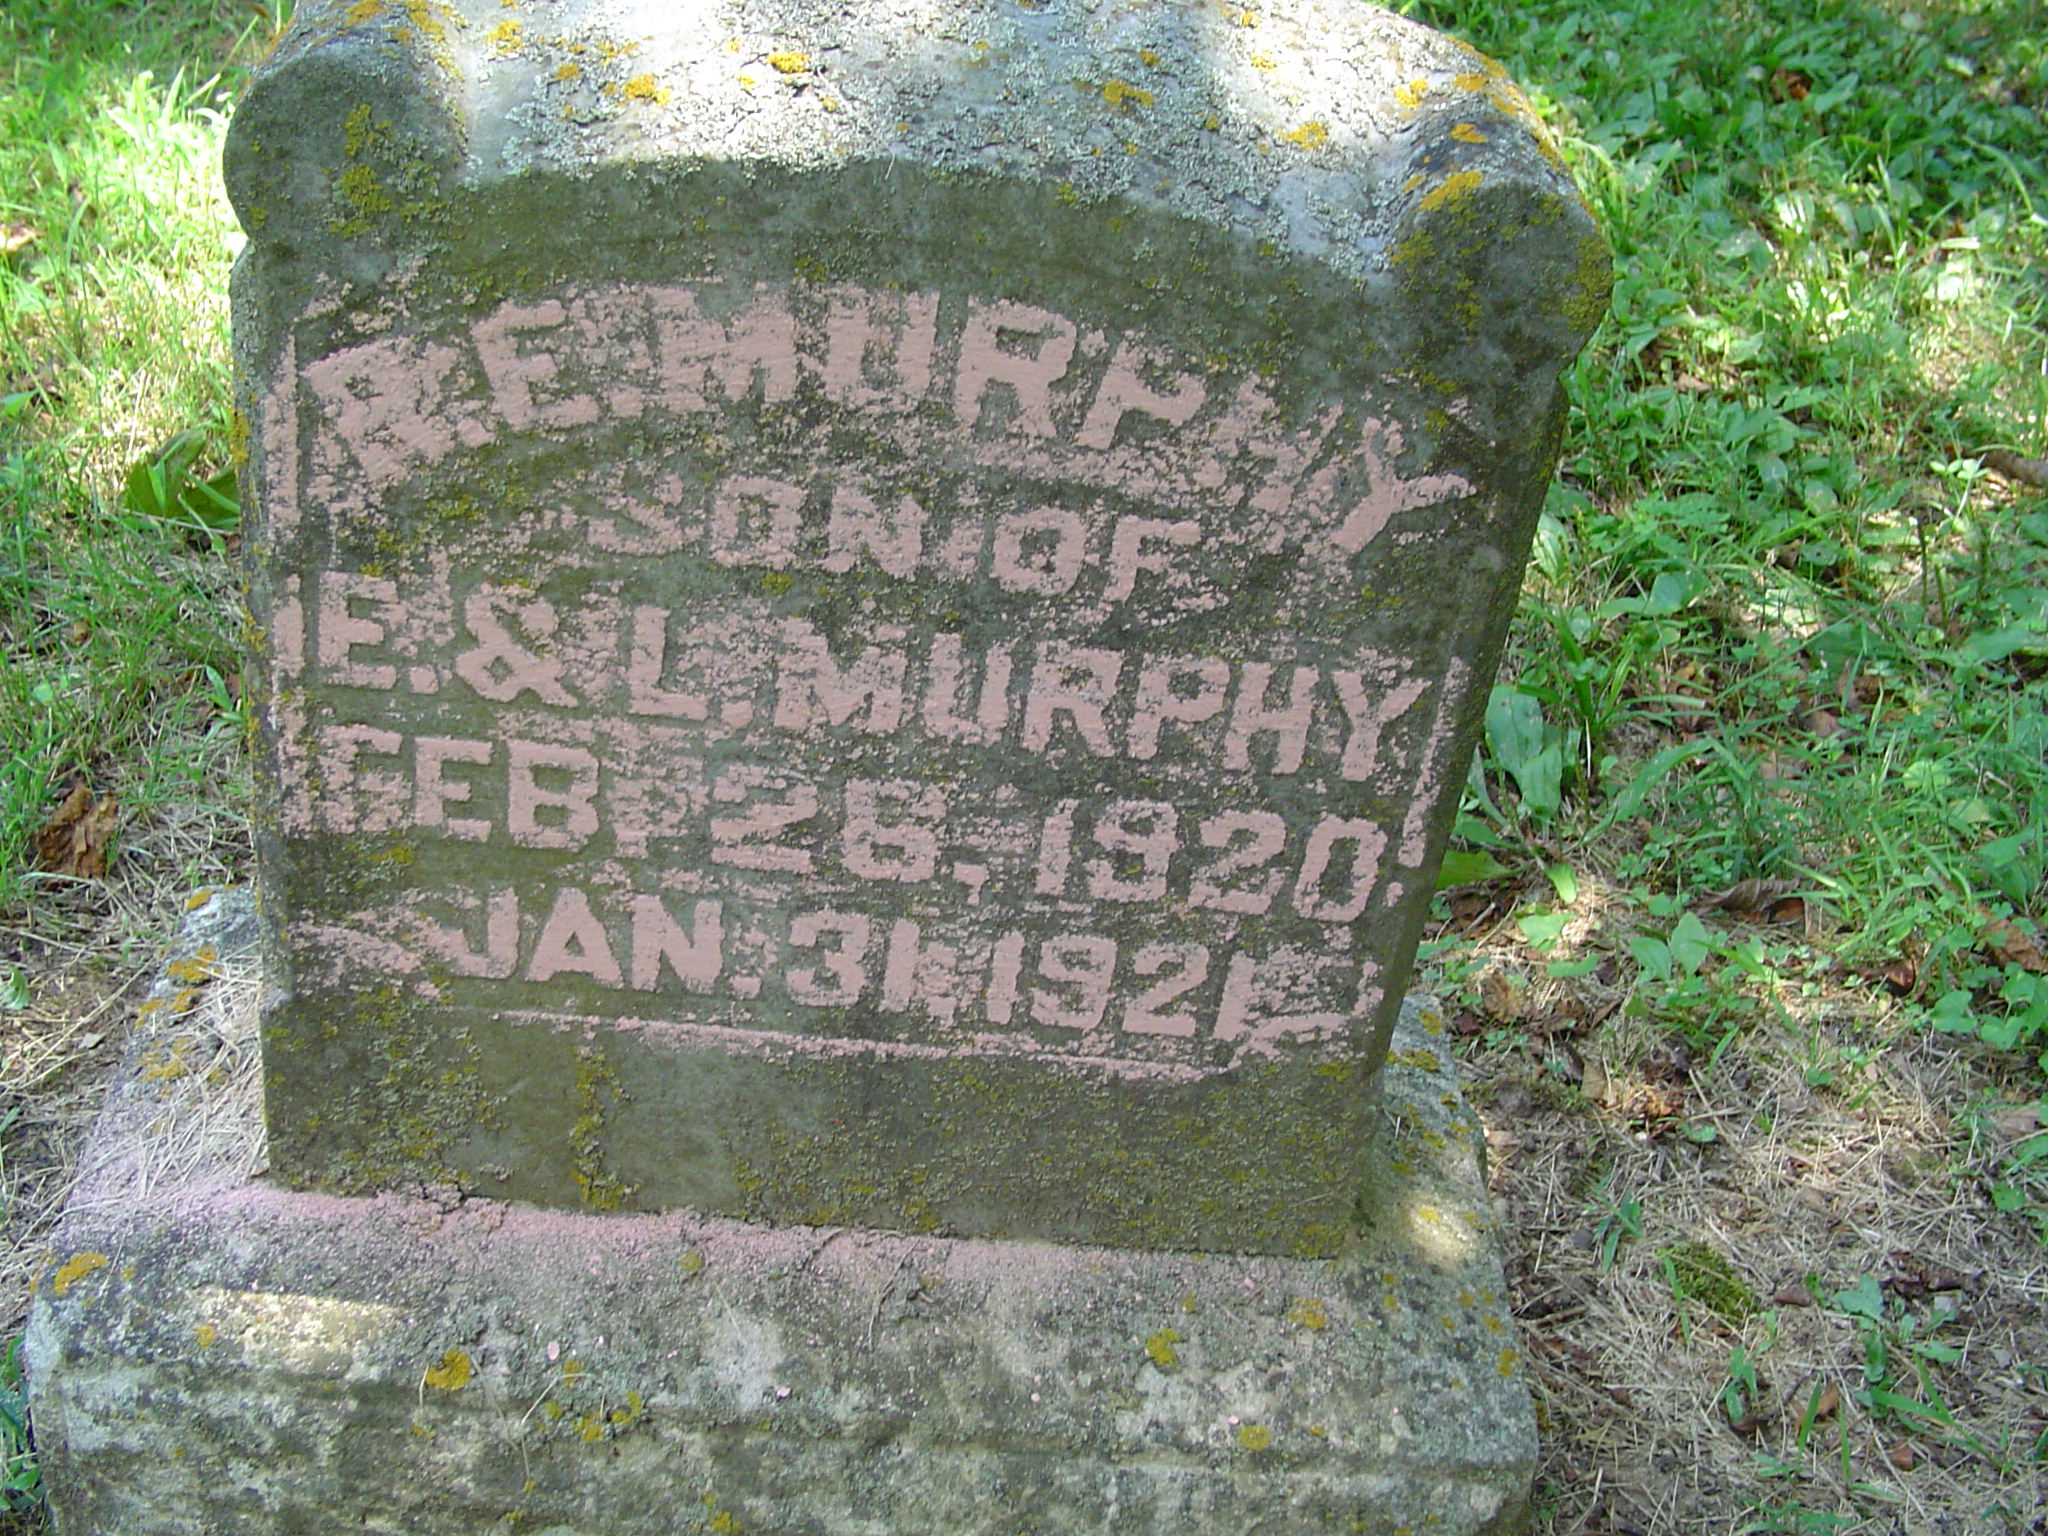 R.E. MURPHY
SON OF
E. & L. MURPHY
FEB. 26, 1920.
JAN. 31, 1921